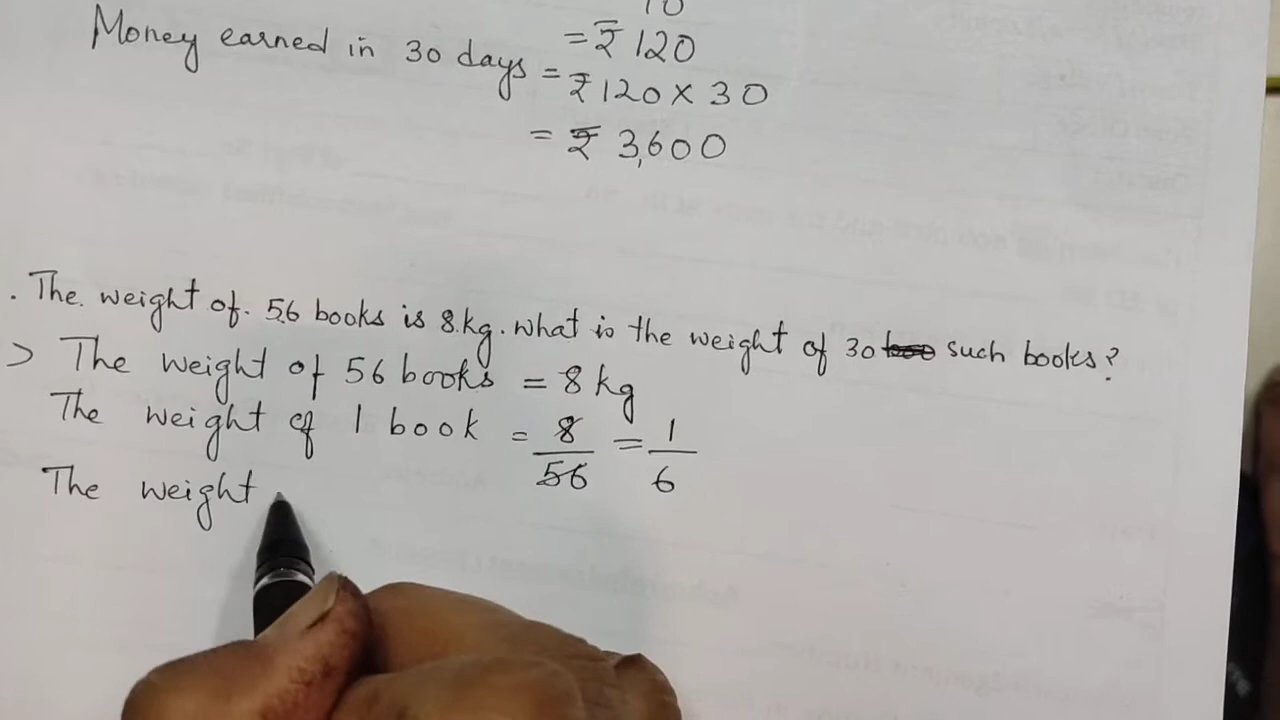 10
= ₹ 120
Money earned in 30 days = ₹ 120 × 30
= ₹ 3,600
. The weight of 56 books is 8 kg. what is the weight of 30 such books?
> The weight of 56 books = 8 kg
The weight of 1 book = 8/56 = 1/6
The weight